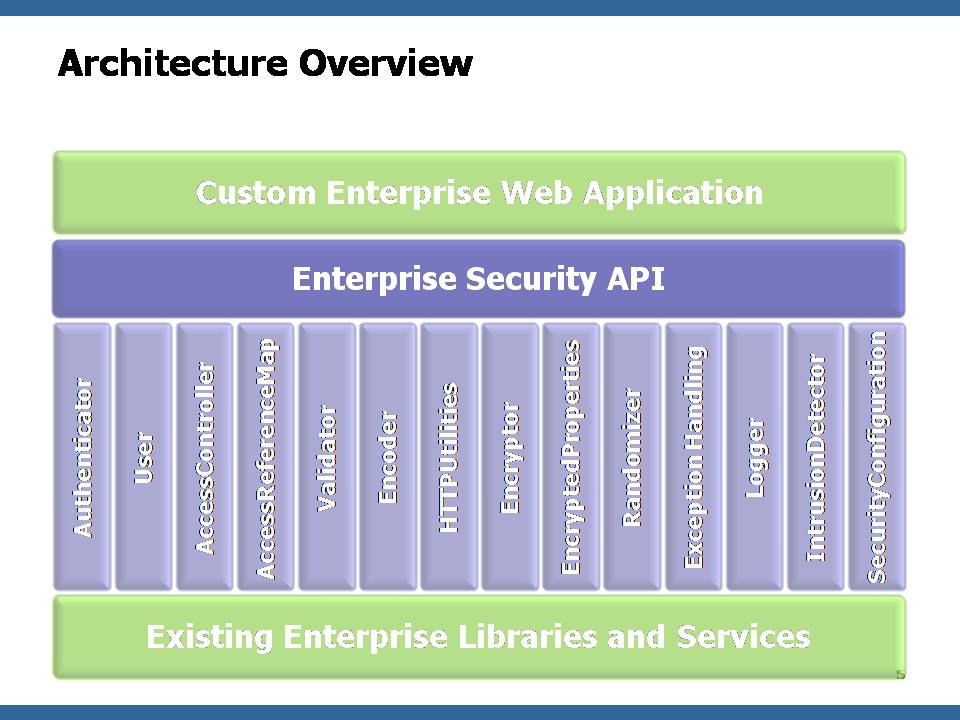 Architecture Overview
Custom Enterprise Web Application
Enterprise Security API
Authenticator
User
AccessController
AccessReferenceMap
Validator
Encoder
HTTPUtilities
Encryptor
EncryptedProperties
Randomizer
Exception Handling
Logger
IntrusionDetector
SecurityConfiguration
Existing Enterprise Libraries and Services
5